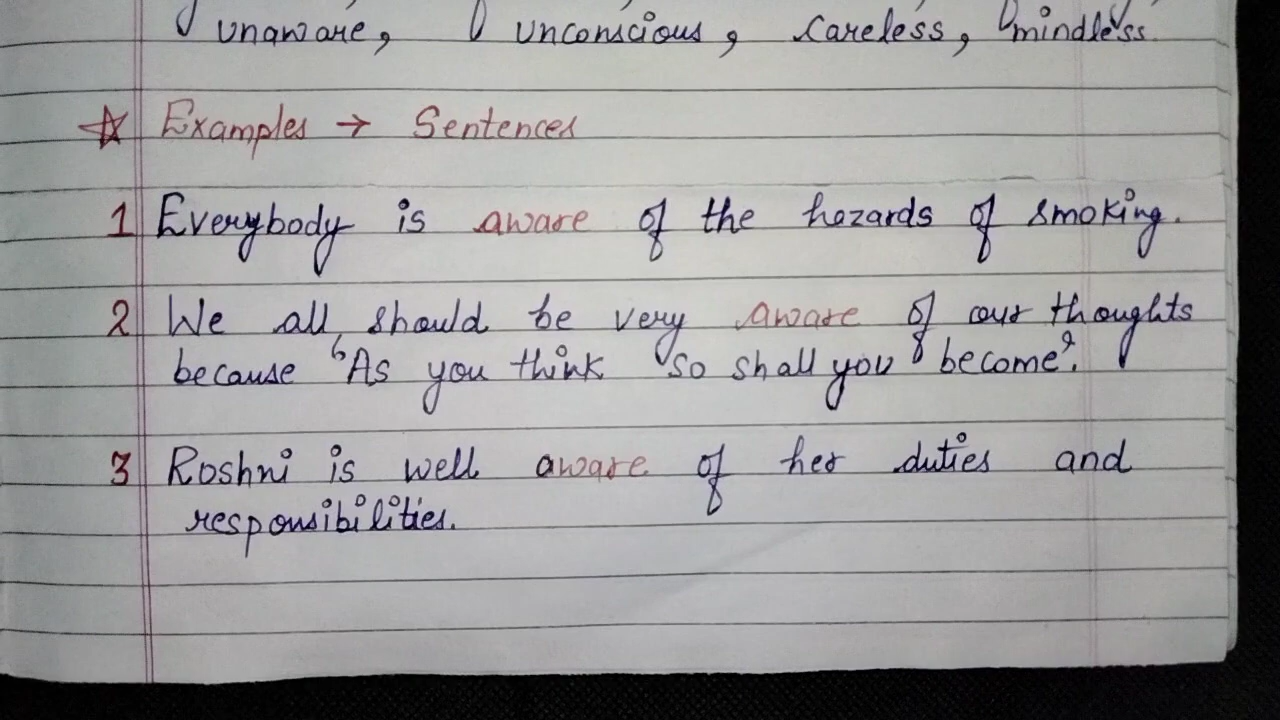 unaware, unconscious, careless, mindless
☆ Examples → Sentences
1 Everybody is aware of the hazards of smoking.
2 We all should be very aware of our thoughts
because 'As you think so shall you become'.
3 Roshni is well aware of her duties and
responsibilities.